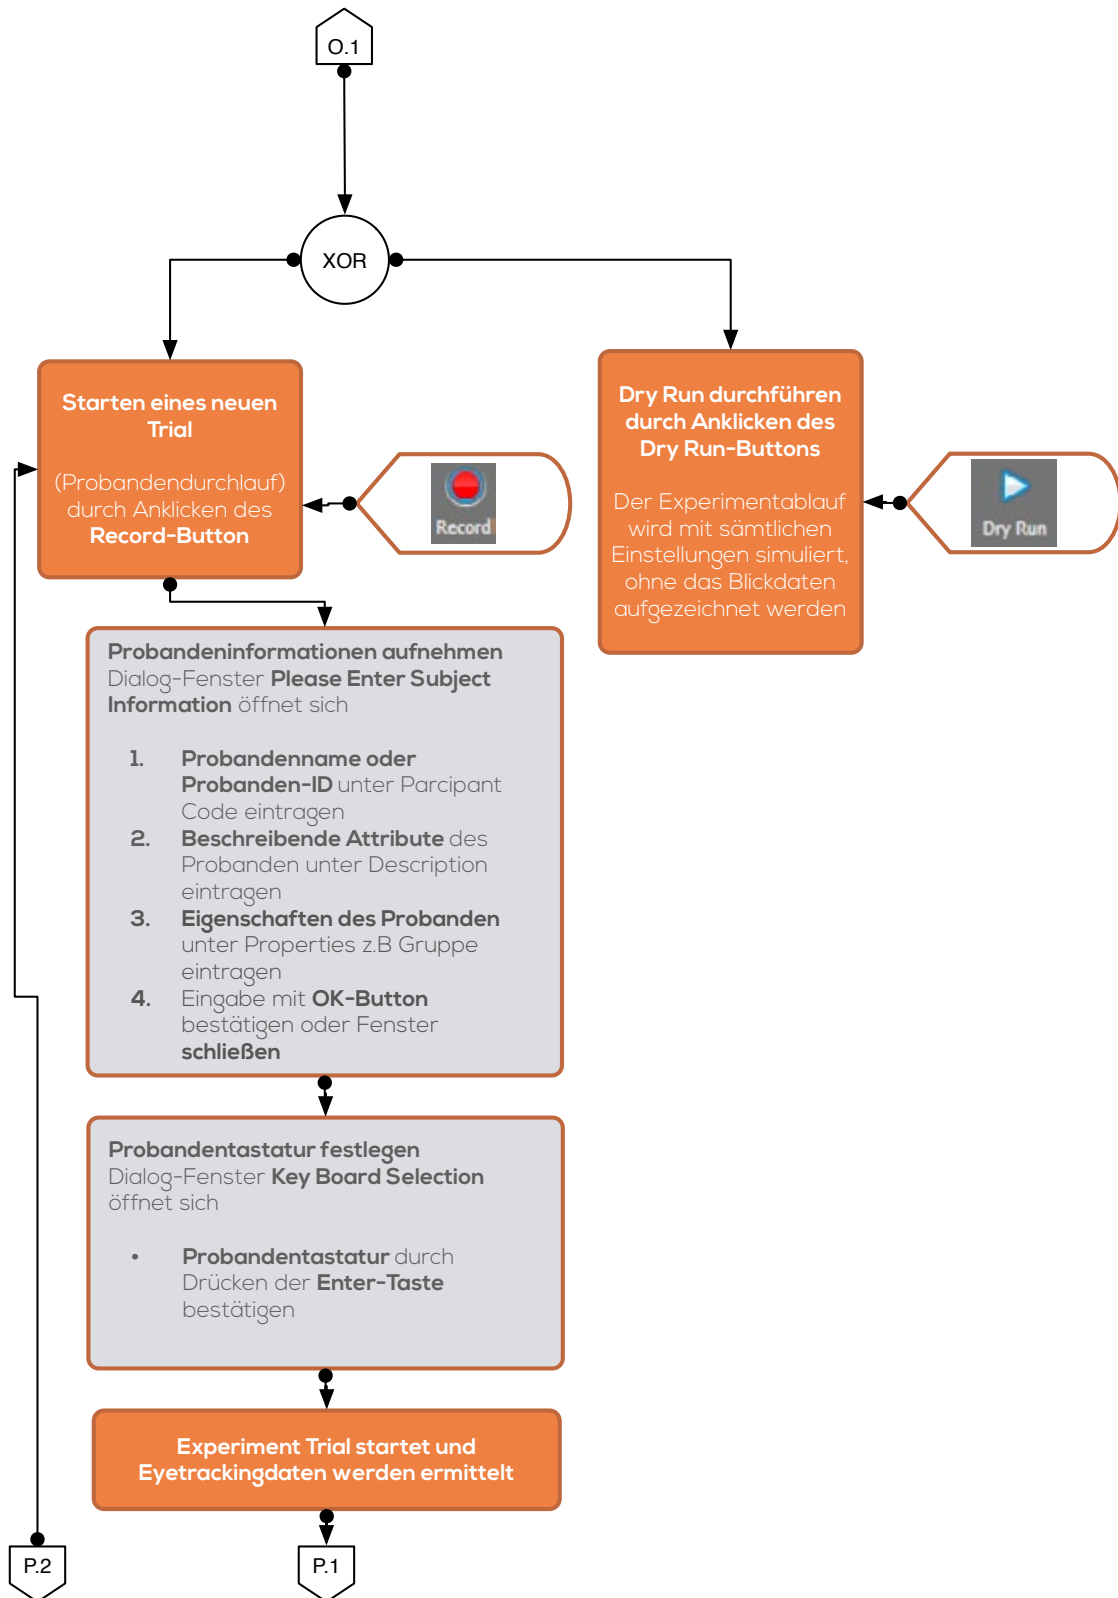 O.1
XOR
Starten eines neuen
Trial
(Probandendurchlauf)
durch Anklicken des
Record-Button
Record
Dry Run durchführen
durch Anklicken des
Dry Run-Buttons
Der Experimentablauf
wird mit sämtlichen
Einstellungen simuliert,
ohne das Blickdaten
aufgezeichnet werden
Dry Run
Probandeninformationen aufnehmen
Dialog-Fenster Please Enter Subject
Information öffnet sich
1. Probandenname oder
Probanden-ID unter Parcipant
Code eintragen
2. Beschreibende Attribute des
Probanden unter Description
eintragen
3. Eigenschaften des Probanden
unter Properties z.B Gruppe
eintragen
4. Eingabe mit OK-Button
bestätigen oder Fenster
schließen
Probandentastatur festlegen
Dialog-Fenster Key Board Selection
öffnet sich
• Probandentastatur durch
Drücken der Enter-Taste
bestätigen
Experiment Trial startet und
Eyetrackingdaten werden ermittelt
P.2
P.1